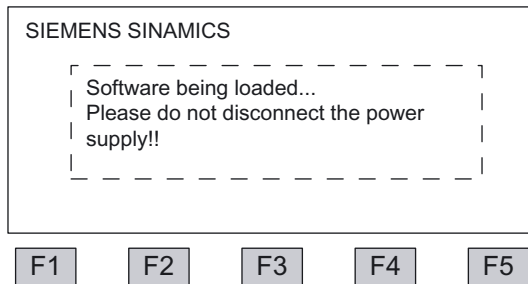 SIEMENS SINAMICS
Software being loaded...
Please do not disconnect the power
supply!!
F1 F2 F3 F4 F5